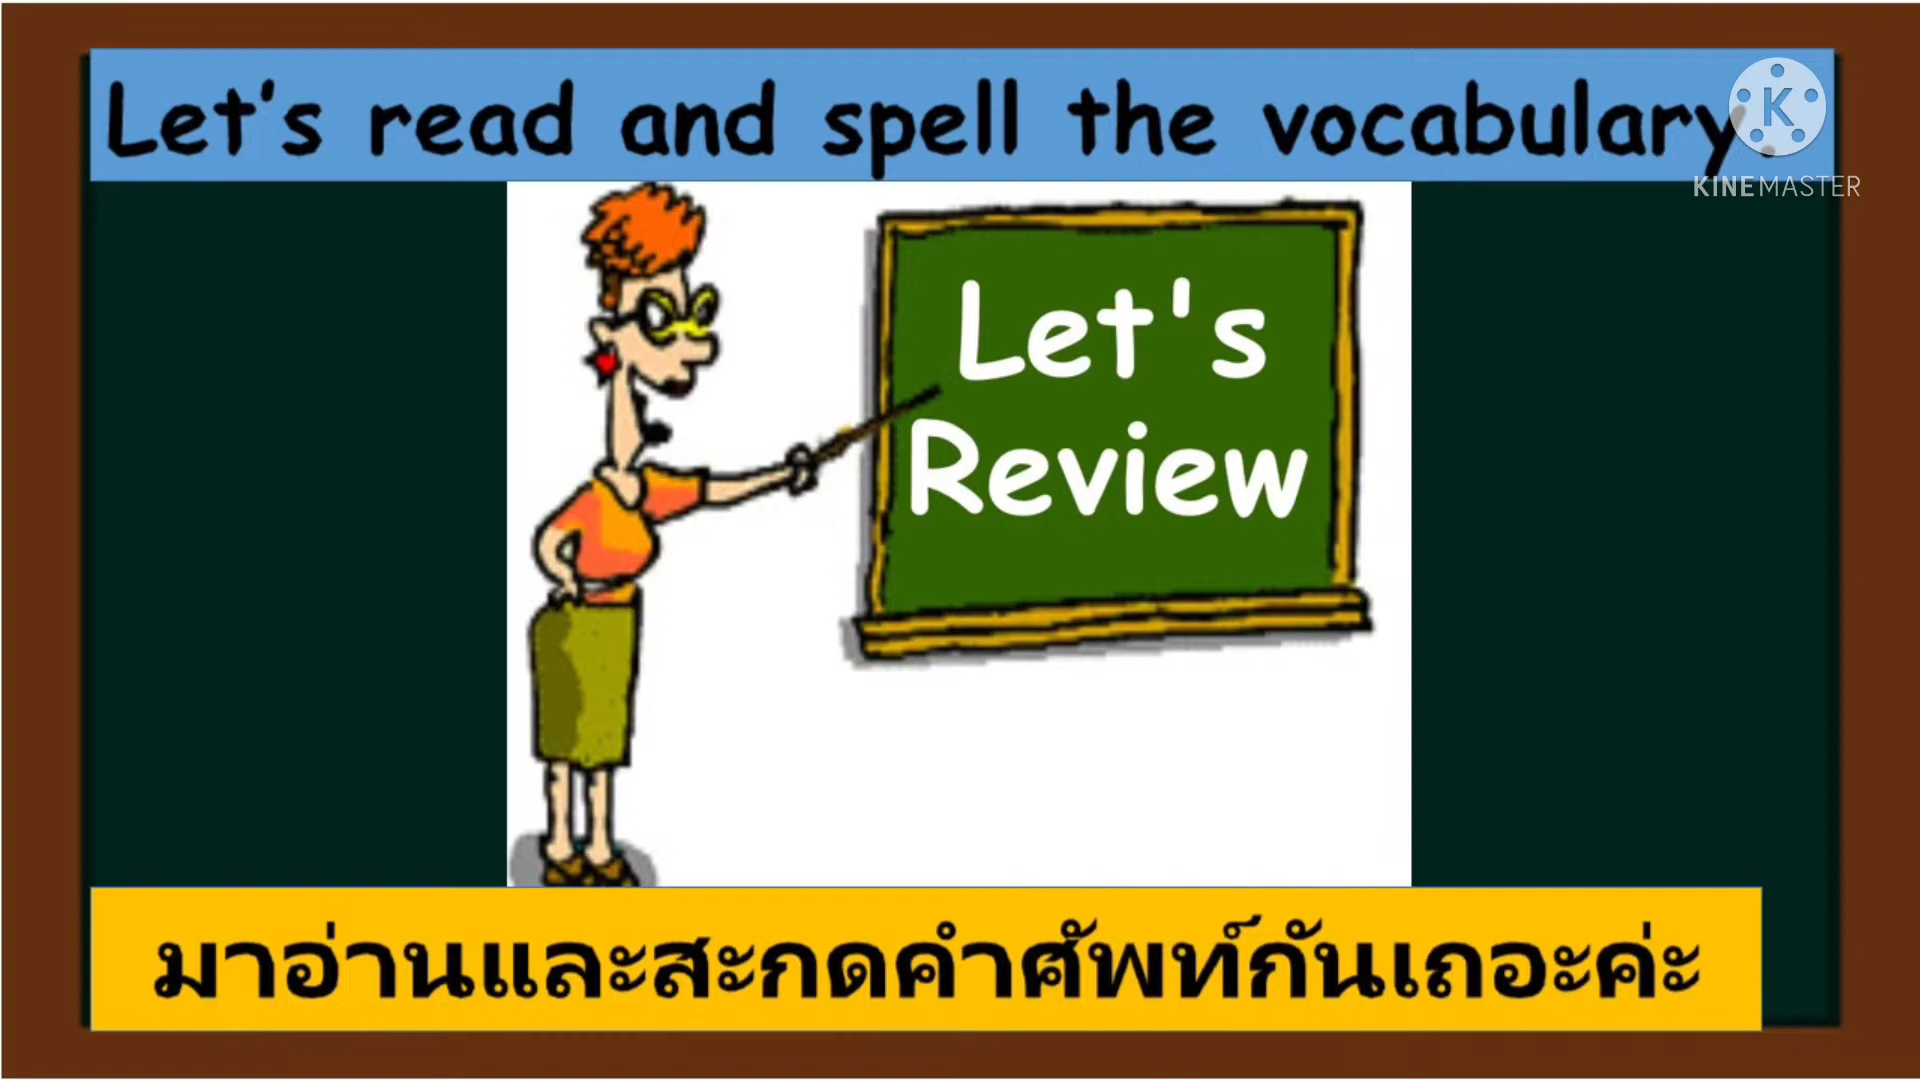 Let's read and spell the vocabulary.
K
KINEMASTER
Let's
Review
มาอ่านและสะกดคำศัพท์กันเถอะค่ะ